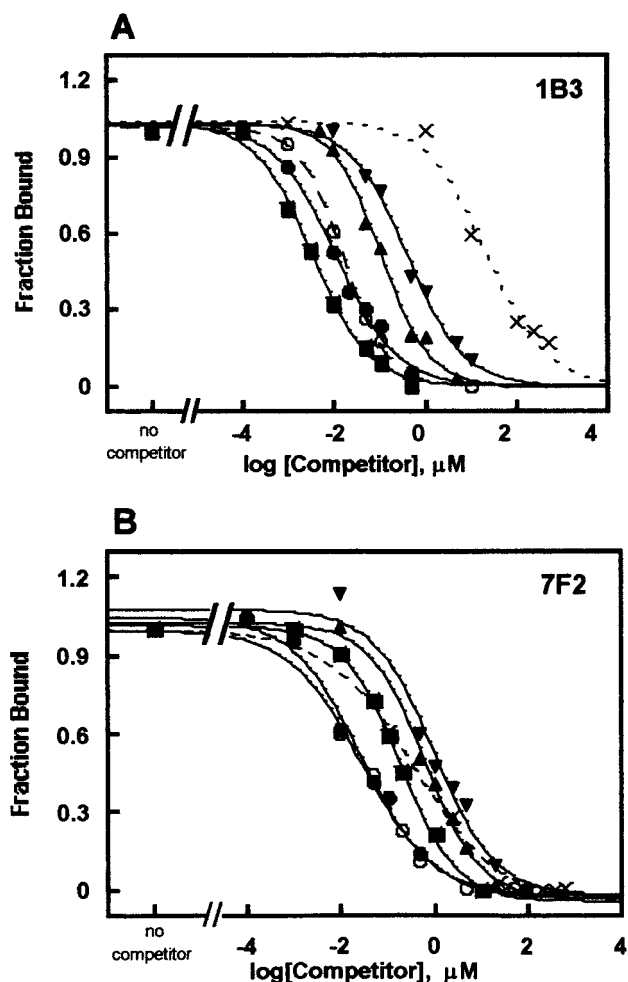 A
1B3
Fraction Bound
1.2
0.9
0.6
0.3
0
no competitor
-4
-2
0
2
4
log [Competitor], μM
B
7F2
Fraction Bound
1.2
0.9
0.6
0.3
0
no competitor
-4
-2
0
2
4
log[Competitor], μM